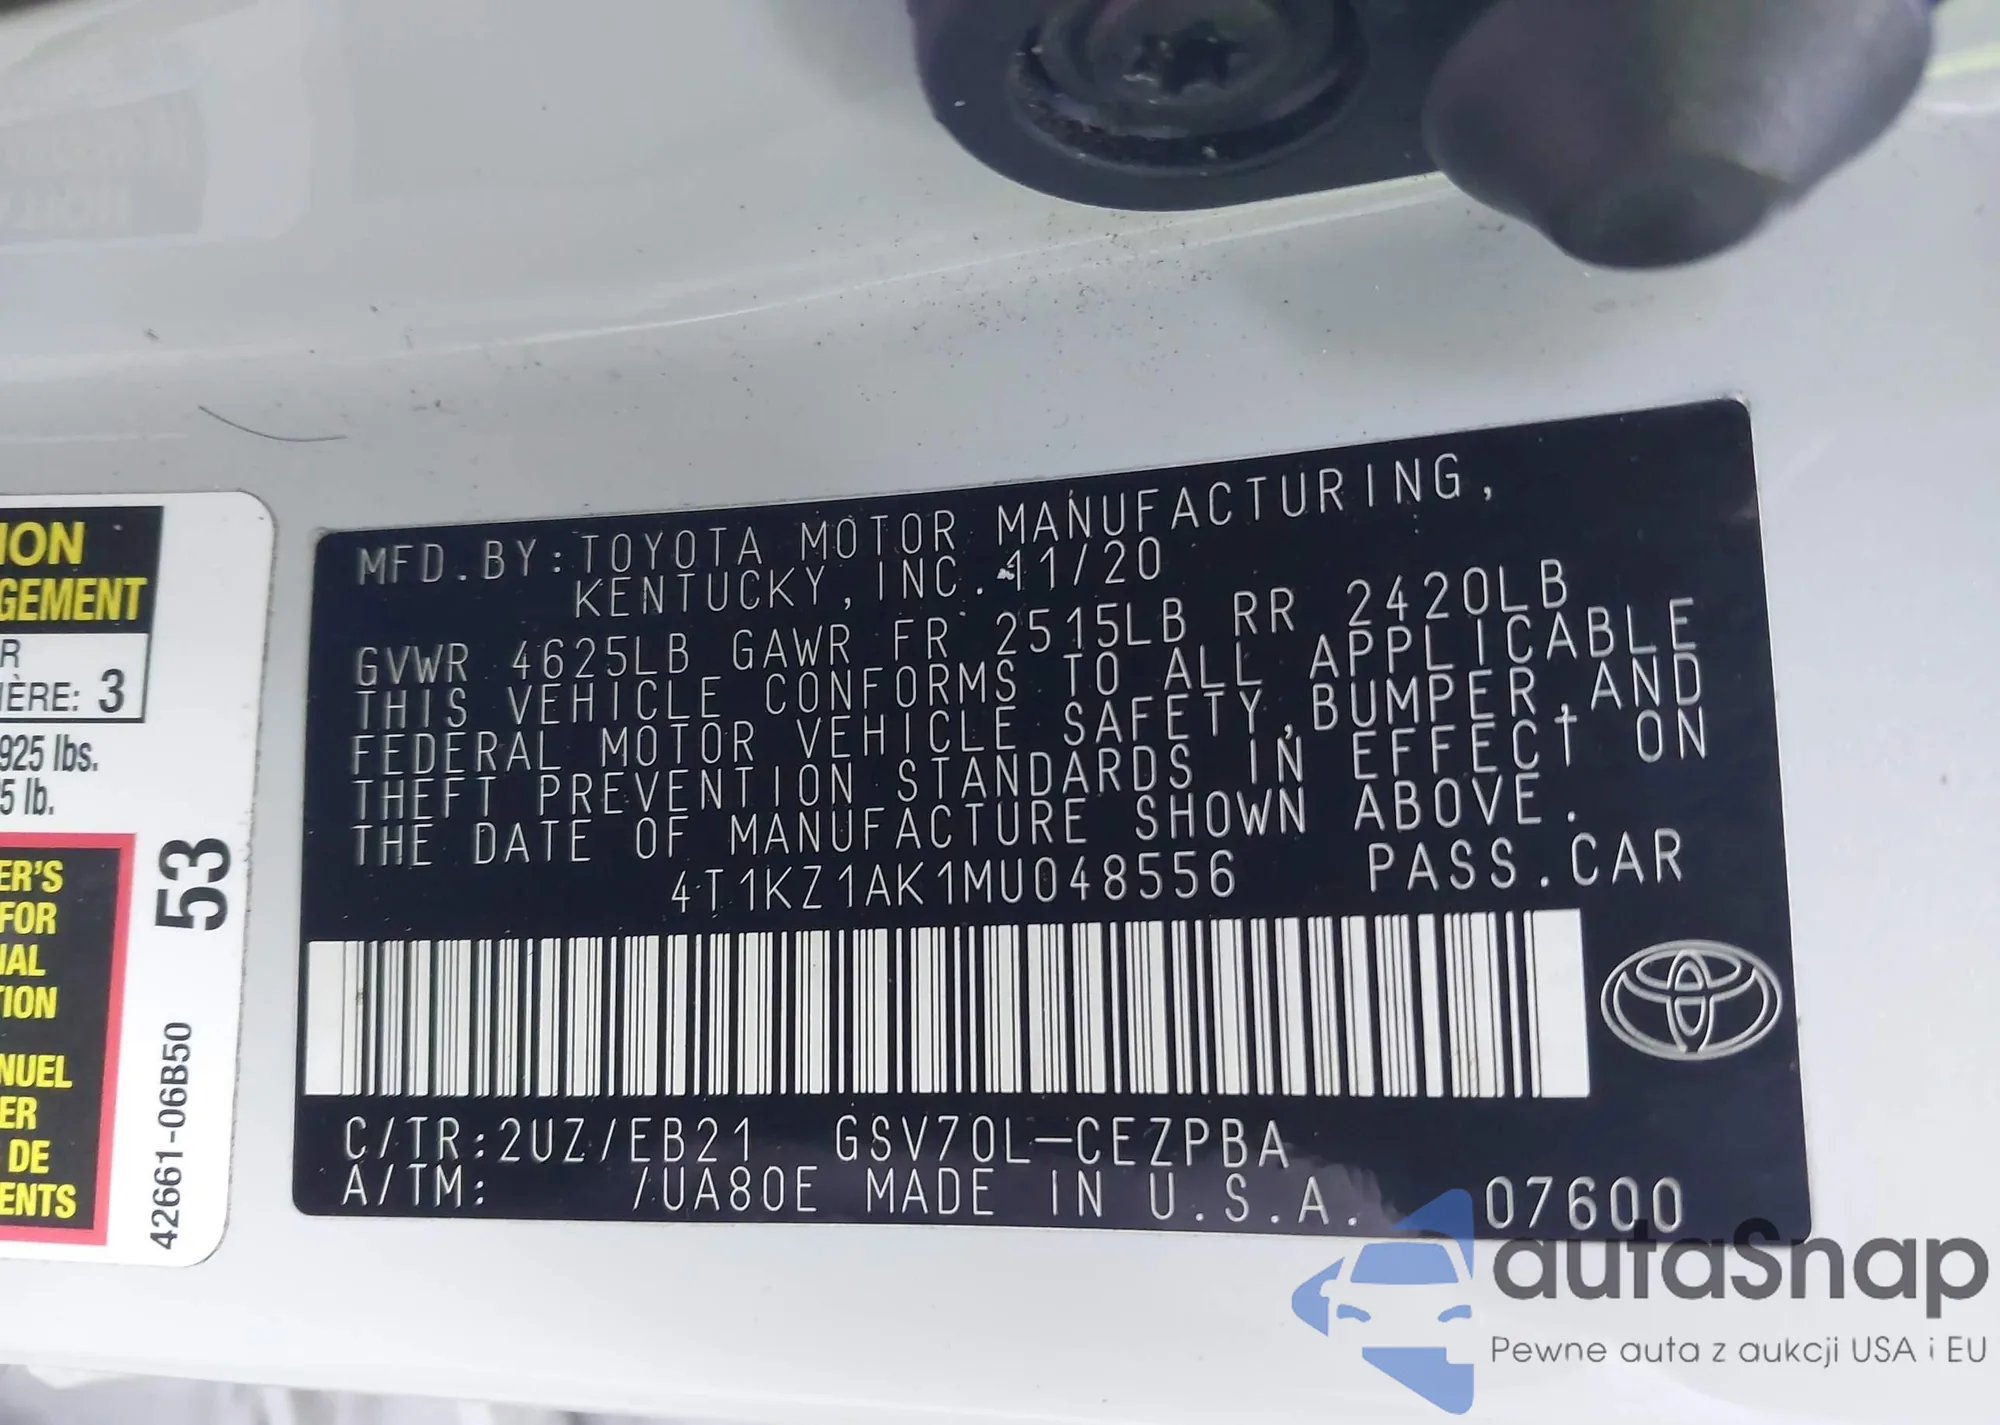 MFD.BY:TOYOTA MOTOR MANUFACTURING,
KENTUCKY,INC. 11/20
GVWR 4625LB GAWR FR 2515LB RR 2420LB
THIS VEHICLE CONFORMS TO ALL APPLICABLE
FEDERAL MOTOR VEHICLE SAFETY,BUMPER,AND
THEFT PREVENTION STANDARDS IN EFFECT ON
THE DATE OF MANUFACTURE SHOWN ABOVE.
4T1KZ1AK1MU048556 PASS.CAR
C/TR:2UZ/EB21 GSV70L-CEZPBA
A/TM: /UA80E MADE IN U.S.A. 07600
ION
GEMENT
R
IÈRE: 3
925 lbs.
5 lb.
ER'S
FOR
NAL
TION
NUEL
ER
DE
ENTS
53
42661-06B50
autaSnap
Pewne auta z aukcji USA i EU